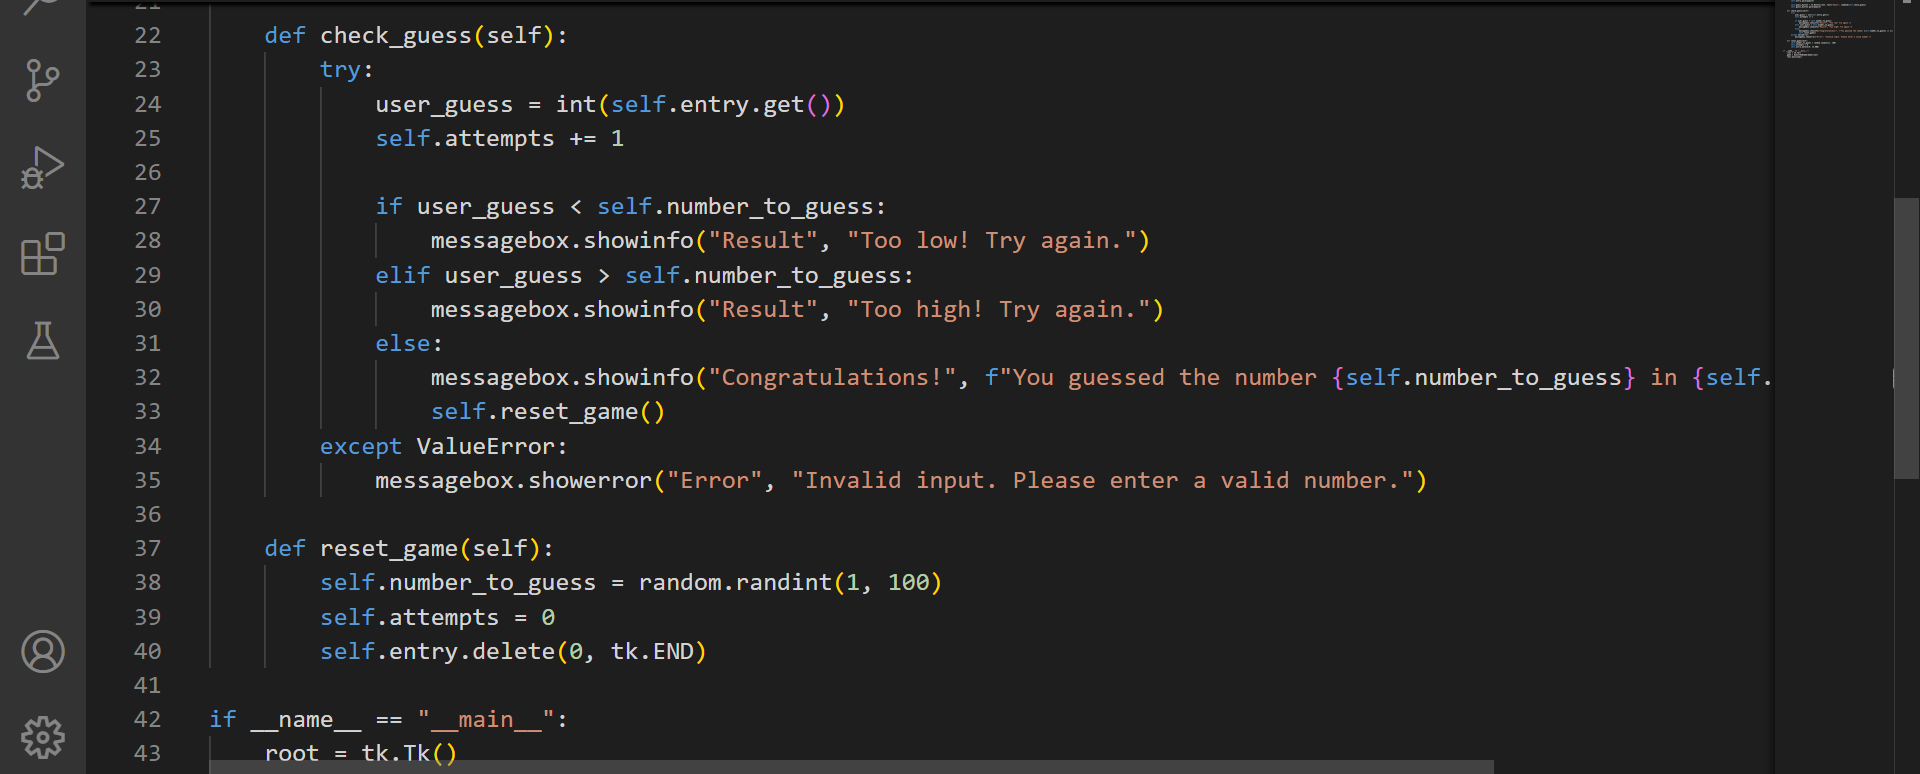 21
22 def check_guess(self):
23 try:
24 user_guess = int(self.entry.get())
25 self.attempts += 1
26
27 if user_guess < self.number_to_guess:
28 messagebox.showinfo("Result", "Too low! Try again.")
29 elif user_guess > self.number_to_guess:
30 messagebox.showinfo("Result", "Too high! Try again.")
31 else:
32 messagebox.showinfo("Congratulations!", f"You guessed the number {self.number_to_guess} in {self.
33 self.reset_game()
34 except ValueError:
35 messagebox.showerror("Error", "Invalid input. Please enter a valid number.")
36
37 def reset_game(self):
38 self.number_to_guess = random.randint(1, 100)
39 self.attempts = 0
40 self.entry.delete(0, tk.END)
41
42 if __name__ == "__main__":
43 root = tk.Tk()